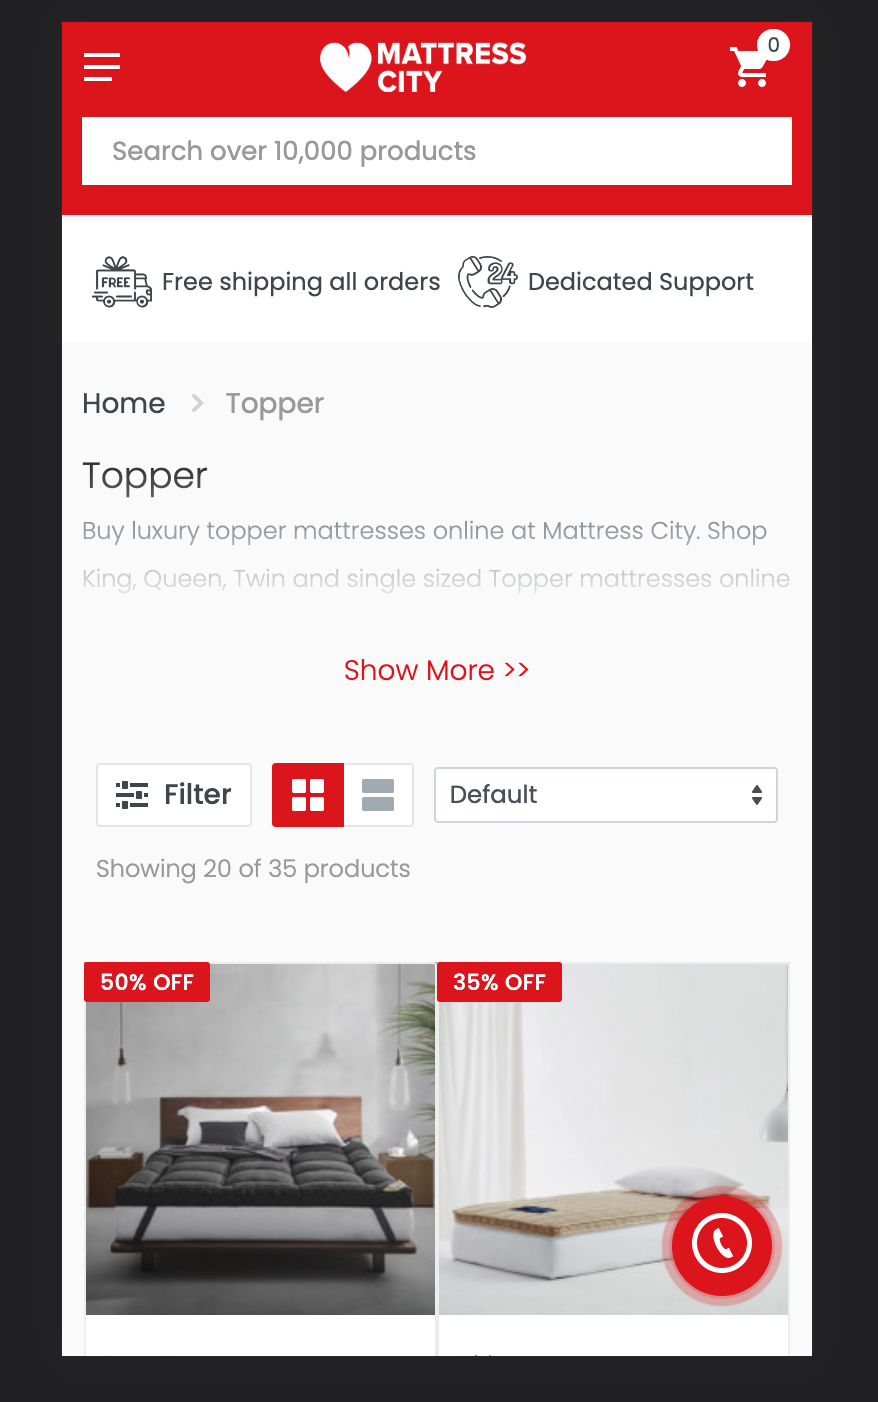 MATTRESS
CITY
0
Search over 10,000 products
FREE
Free shipping all orders
24
Dedicated Support
Home
Topper
Topper
Buy luxury topper mattresses online at Mattress City. Shop
King, Queen, Twin and single sized Topper mattresses online
Show More >>
Filter
Default
Showing 20 of 35 products
50% OFF
35% OFF